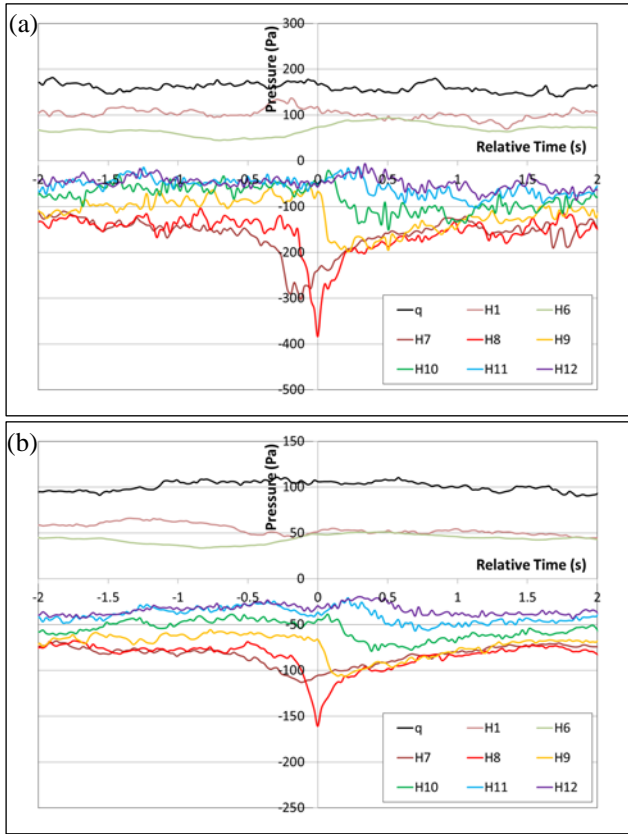 (a)
300
200
100
0
-100
-200
-300
-400
-500
Pressure (Pa)
Relative Time (s)
-2 -1.5 -1 -0.5 0 0.5 1 1.5 2
q H1 H6
H7 H8 H9
H10 H11 H12
(b)
150
100
50
0
-50
-100
-150
-200
-250
Pressure (Pa)
Relative Time (s)
-2 -1.5 -1 -0.5 0 0.5 1 1.5 2
q H1 H6
H7 H8 H9
H10 H11 H12